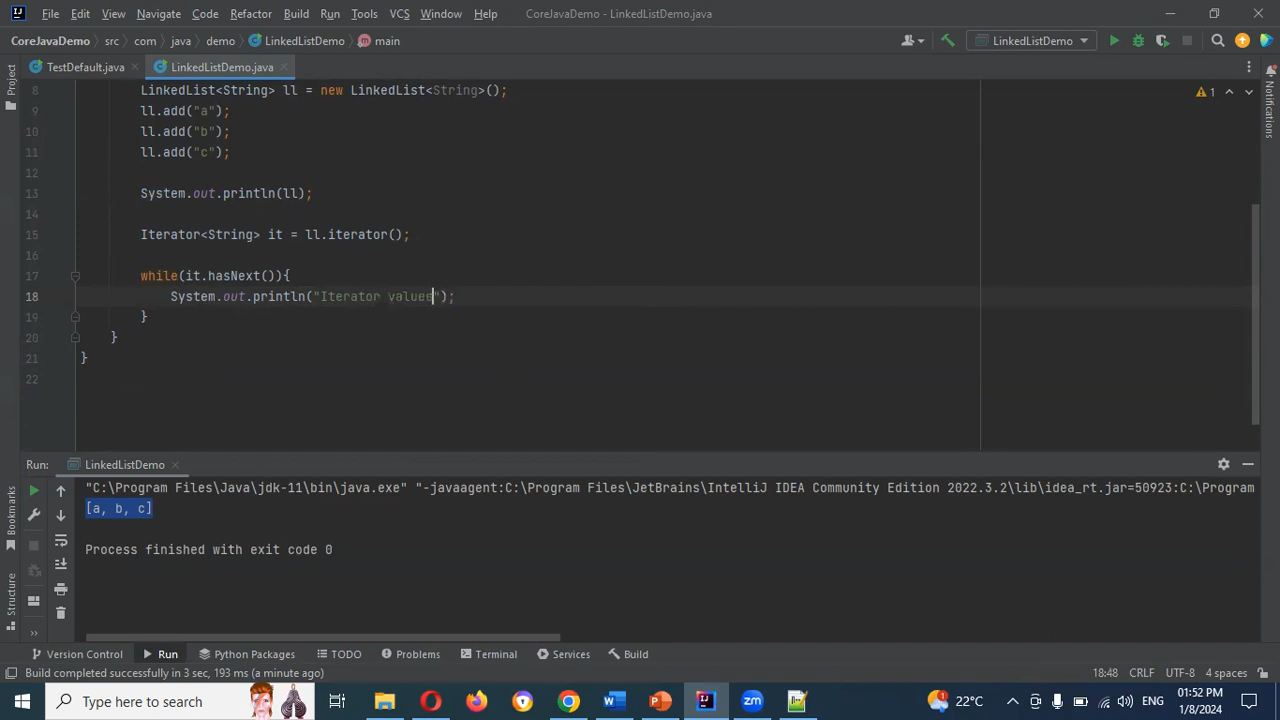 File Edit View Navigate Code Refactor Build Run Tools VCS Window Help CoreJavaDemo - LinkedListDemo.java
CoreJavaDemo src com java demo LinkedListDemo main LinkedListDemo
Project TestDefault.java LinkedListDemo.java
8 LinkedList<String> ll = new LinkedList<String>(); 1
9 ll.add("a");
10 ll.add("b");
11 ll.add("c");
12
13 System.out.println(ll);
14
15 Iterator<String> it = ll.iterator();
16
17 while(it.hasNext()){
18 System.out.println("Iterator values");
19 }
20 }
21 }
22
Notifications
Run: LinkedListDemo
"C:\Program Files\Java\jdk-11\bin\java.exe" "-javaagent:C:\Program Files\JetBrains\IntelliJ IDEA Community Edition 2022.3.2\lib\idea_rt.jar=50923:C:\Program
[a, b, c]
Process finished with exit code 0
Bookmarks
Structure
Version Control Run Python Packages TODO Problems Terminal Services Build
Build completed successfully in 3 sec, 193 ms (a minute ago) 18:48 CRLF UTF-8 4 spaces
Type here to search 22°C ENG 01:52 PM
1/8/2024